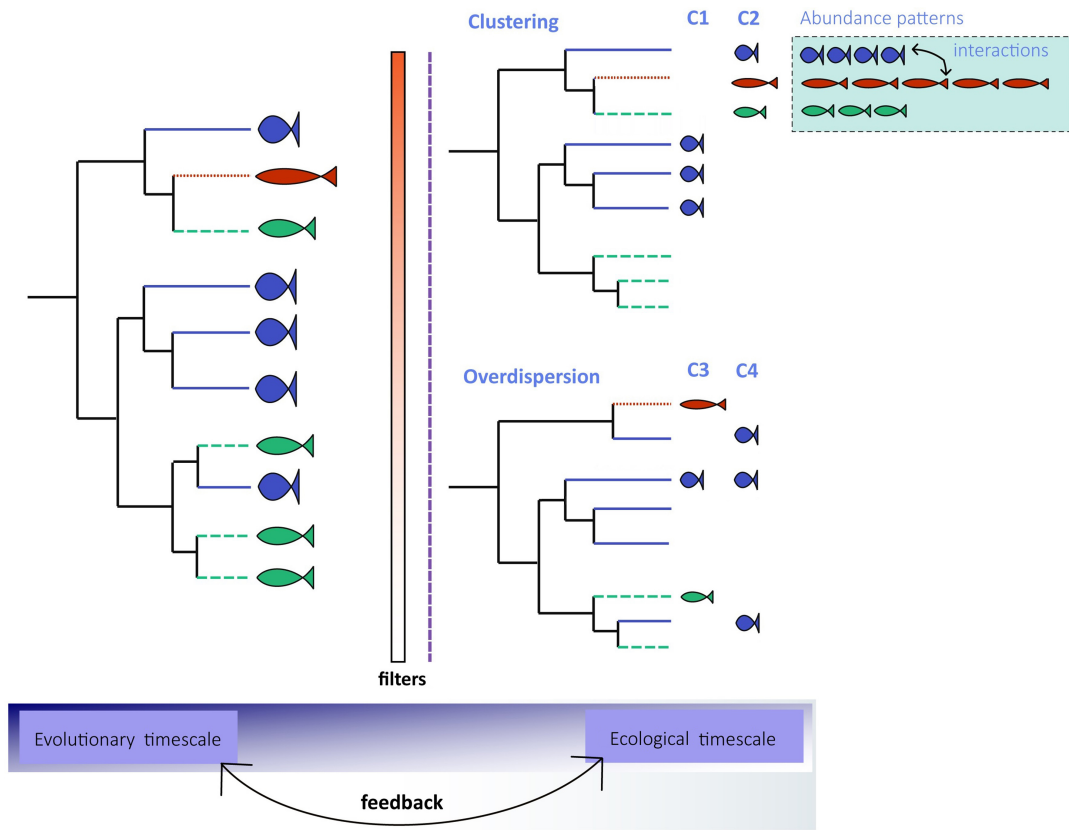 Clustering
C1
C2
Abundance patterns
interactions
Overdispersion
C3
C4
filters
Evolutionary timescale
Ecological timescale
feedback